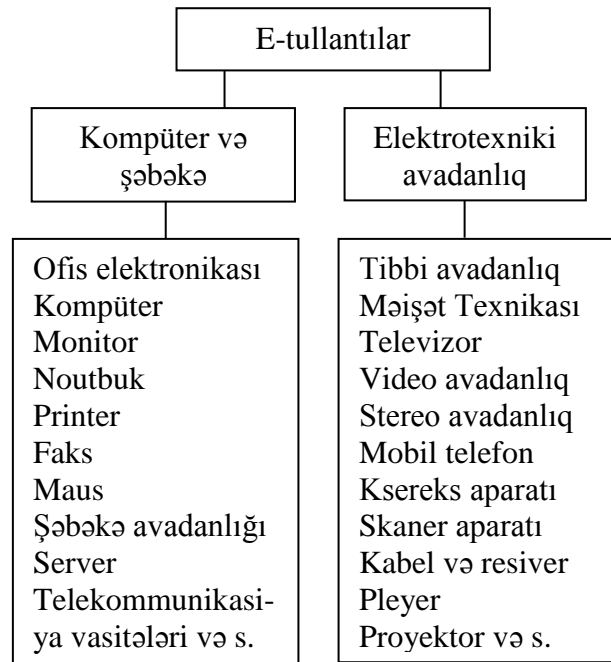 E-tullantılar
Kompüter və
şəbəkə
Elektrotexniki
avadanlıq
Ofis elektronikası
Kompüter
Monitor
Noutbuk
Printer
Faks
Maus
Şəbəkə avadanlığı
Server
Telekommunikasi-
ya vasitələri və s.
Tibbi avadanlıq
Məişət Texnikası
Televizor
Video avadanlıq
Stereo avadanlıq
Mobil telefon
Ksereks aparatı
Skaner aparatı
Kabel və resiver
Pleyer
Proyektor və s.